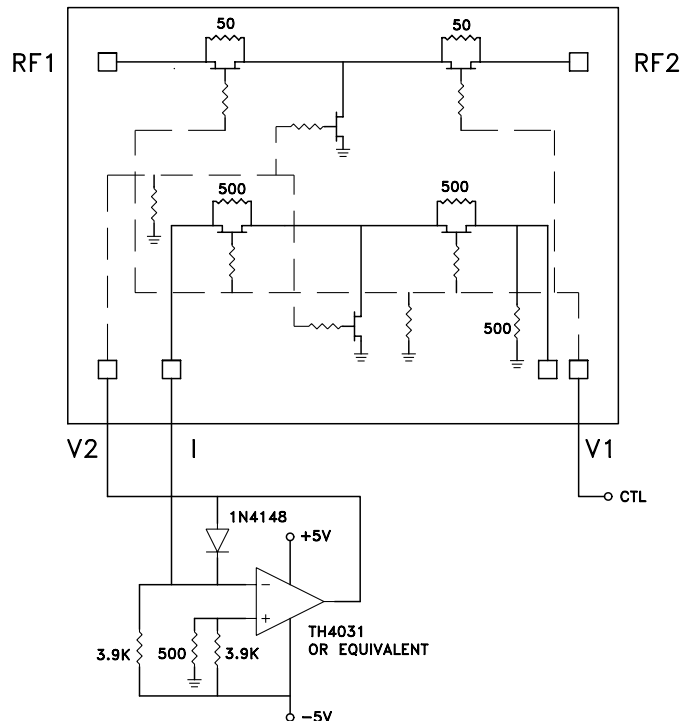 50
50
RF1
RF2
500
500
500
V2
I
V1
CTL
1N4148
+5V
−
+
TH4031
OR EQUIVALENT
3.9K
500
3.9K
−5V